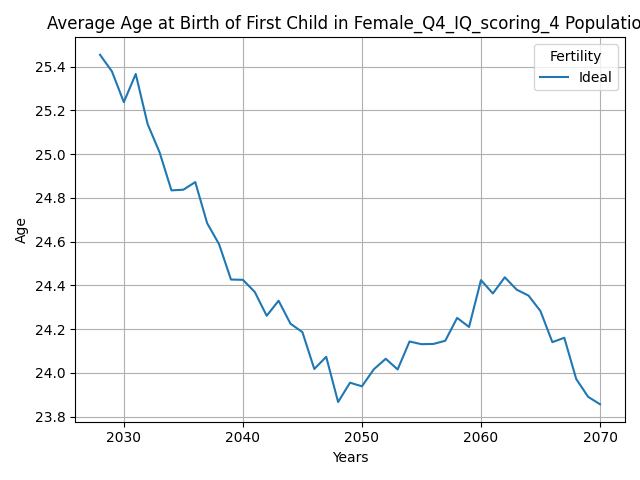 Average Age at Birth of First Child in Female_Q4_IQ_scoring_4 Populatio
Fertility
Ideal
Age
25.4
25.2
25.0
24.8
24.6
24.4
24.2
24.0
23.8
2030 2040 2050 2060 2070
Years